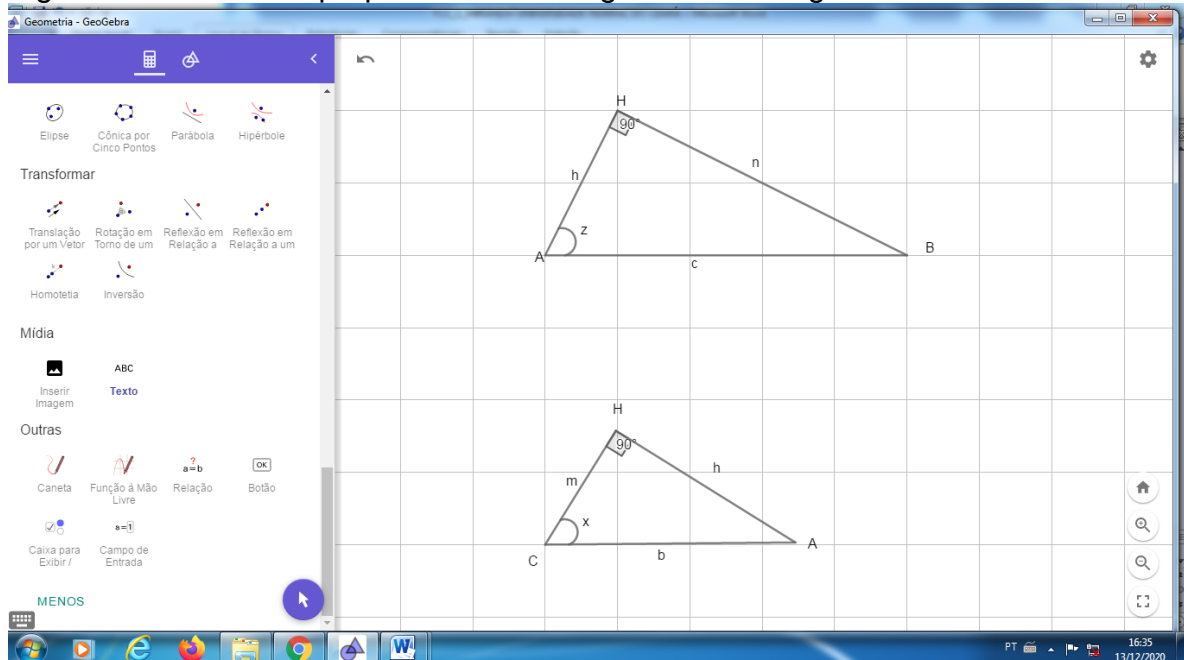 Geometria - GeoGebra
Elipse
Cônica por
Cinco Pontos
Parábola
Hipérbole
Transformar
Translação
por um Vetor
Rotação em
Torno de um
Reflexão em
Relação a
Reflexão em
Relação a um
Homotetia
Inversão
Mídia
Inserir
Imagem
ABC
Texto
Outras
Caneta
Função à Mão
Livre
?
a=b
Relação
OK
Botão
Caixa para
Exibir /
a=1
Campo de
Entrada
MENOS
H
90°
h
n
z
A
c
B
H
90°
m
h
x
C
b
A
PT
16:35
13/12/2020